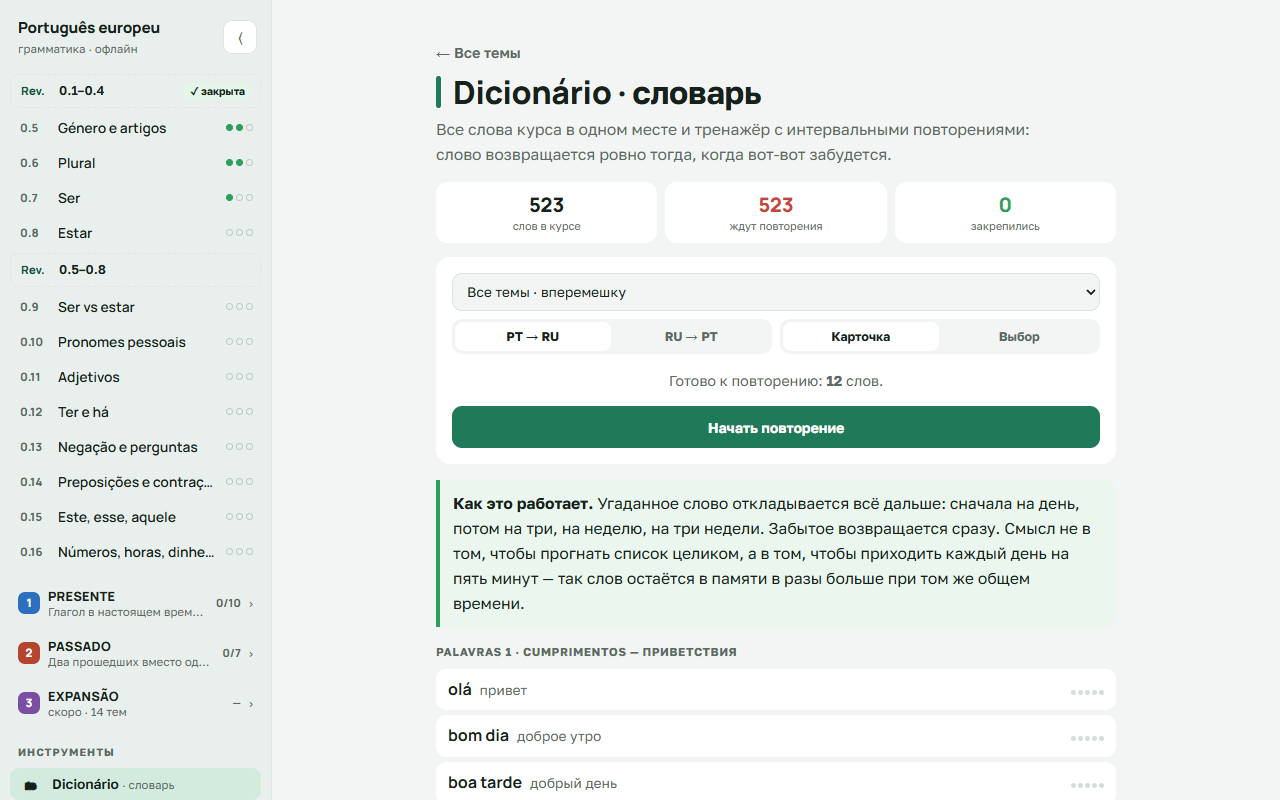 Português europeu
грамматика · офлайн
Rev. 0.1–0.4 ✓ закрыта
0.5 Género e artigos
0.6 Plural
0.7 Ser
0.8 Estar
Rev. 0.5–0.8
0.9 Ser vs estar
0.10 Pronomes pessoais
0.11 Adjetivos
0.12 Ter e há
0.13 Negação e perguntas
0.14 Preposições e contraç…
0.15 Este, esse, aquele
0.16 Números, horas, dinhe…
1 PRESENTE 0/10 ›
Глагол в настоящем врем…
2 PASSADO 0/7 ›
Два прошедших вместо од…
3 EXPANSÃO – ›
скоро · 14 тем
ИНСТРУМЕНТЫ
Dicionário · словарь
← Все темы
Dicionário · словарь
Все слова курса в одном месте и тренажёр с интервальными повторениями:
слово возвращается ровно тогда, когда вот-вот забудется.
523
слов в курсе
523
ждут повторения
0
закрепились
Все темы · вперемешку
PT → RU RU → PT Карточка Выбор
Готово к повторению: 12 слов.
Начать повторение
Как это работает. Угаданное слово откладывается всё дальше: сначала на день,
потом на три, на неделю, на три недели. Забытое возвращается сразу. Смысл не в
том, чтобы прогнать список целиком, а в том, чтобы приходить каждый день на
пять минут — так слов остаётся в памяти в разы больше при том же общем
времени.
PALAVRAS 1 · CUMPRIMENTOS — ПРИВЕТСТВИЯ
olá привет
bom dia доброе утро
boa tarde добрый день